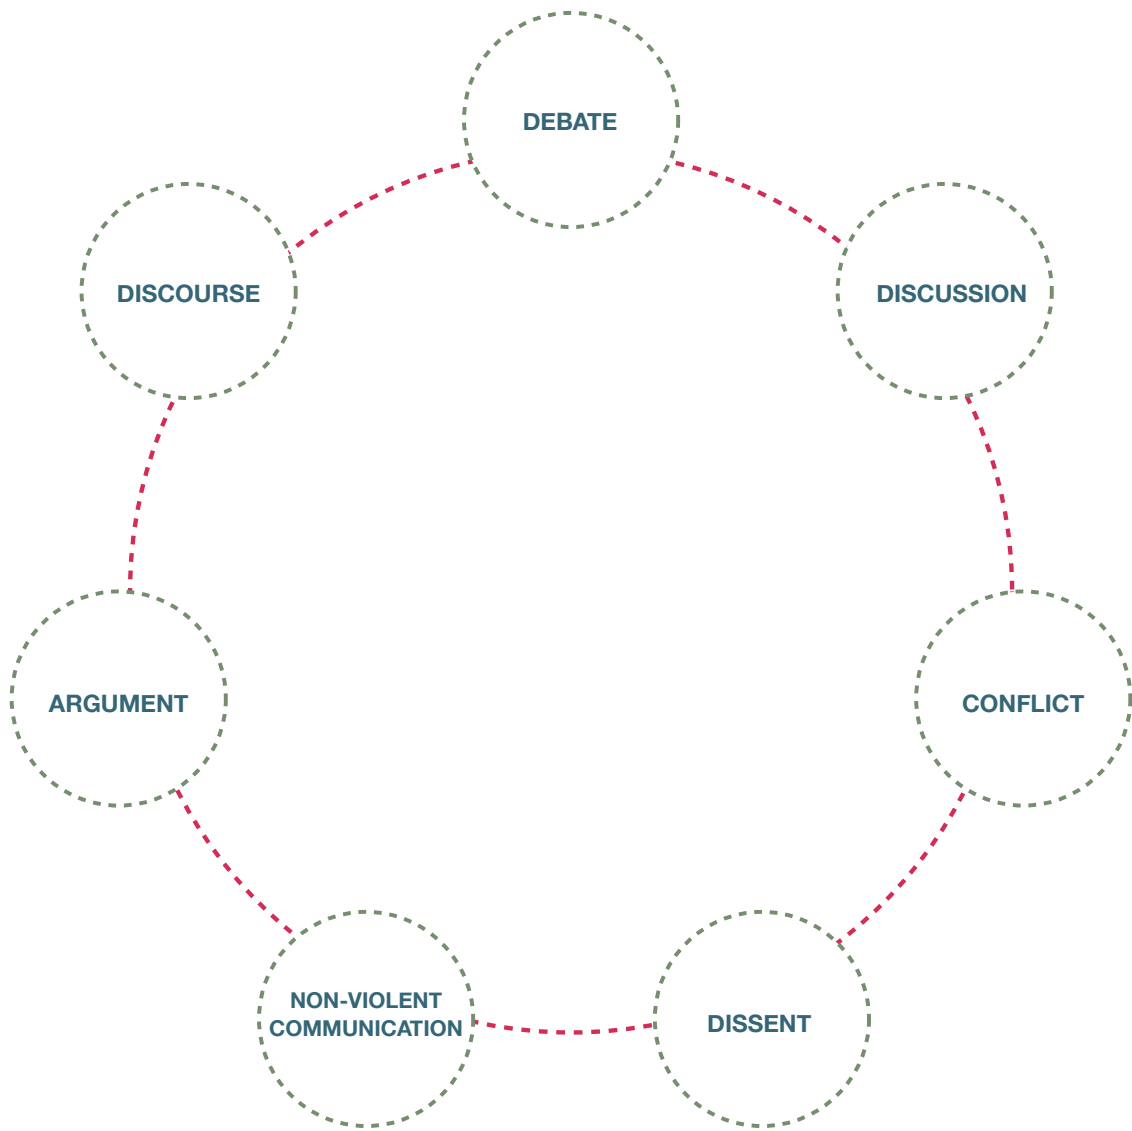 DEBATE
DISCOURSE
DISCUSSION
ARGUMENT
CONFLICT
NON-VIOLENT
COMMUNICATION
DISSENT